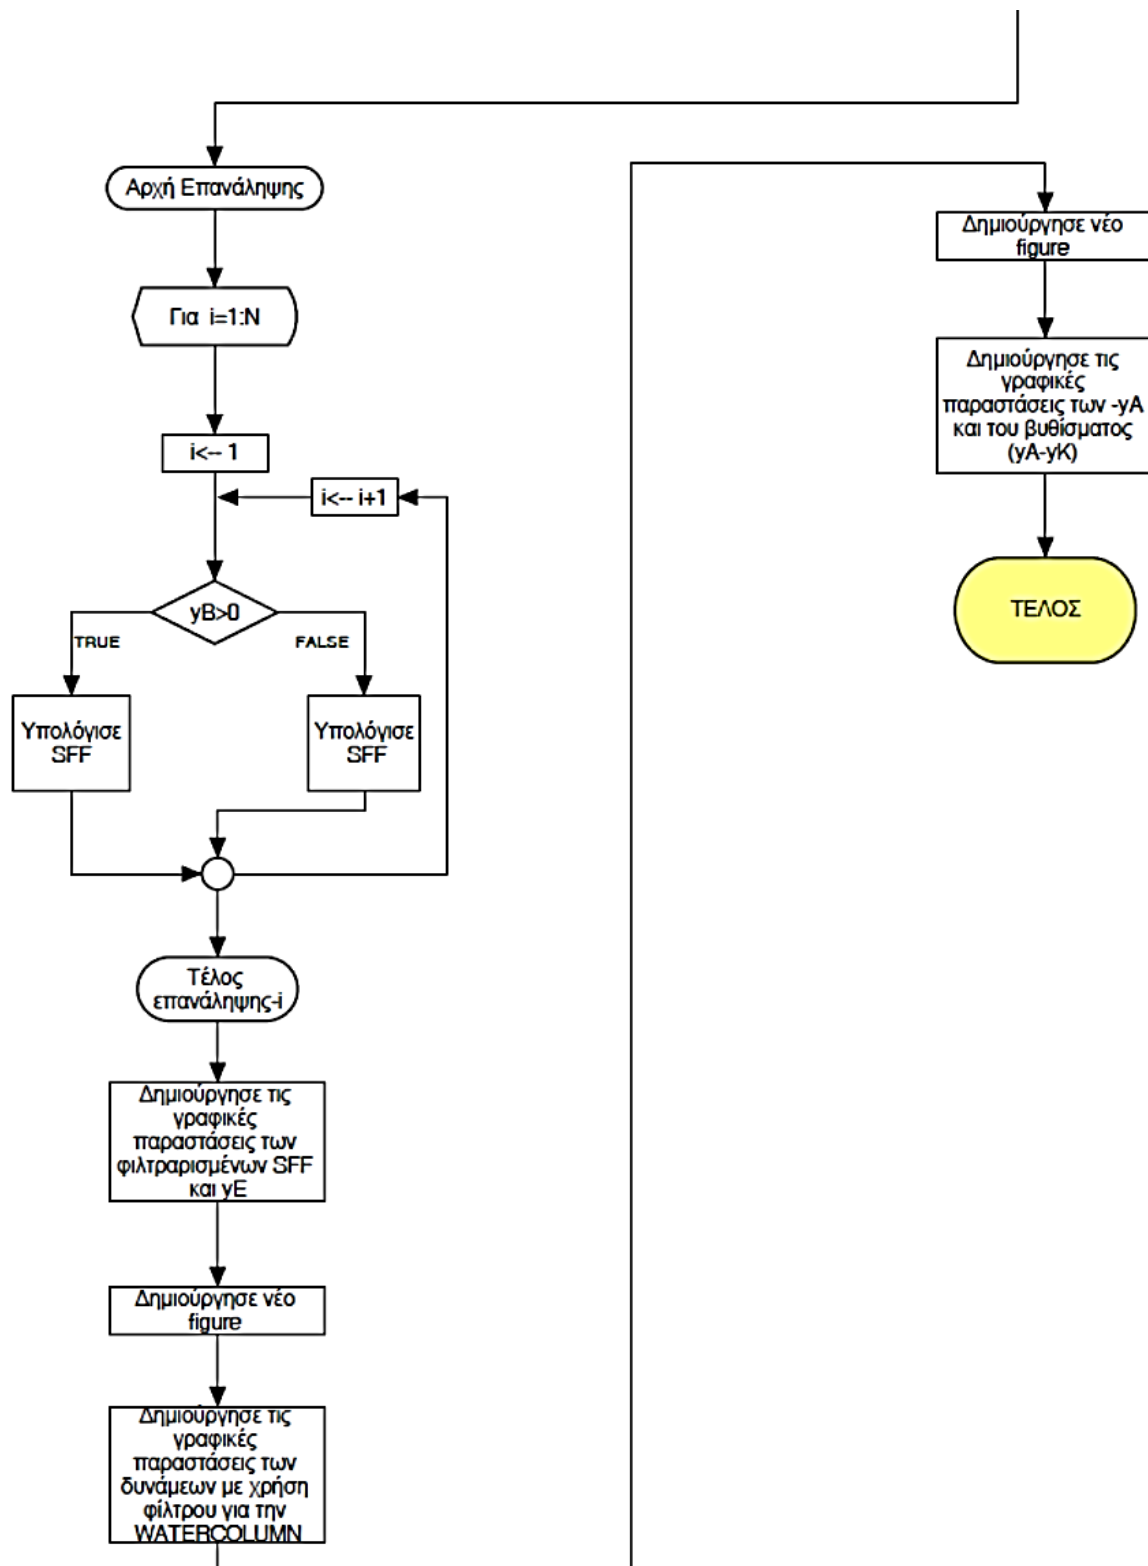 Αρχή Επανάληψης
Για i=1:N
i<-- 1
i<-- i+1
yB>0
TRUE
FALSE
Υπολόγισε
SFF
Υπολόγισε
SFF
Τέλος
επανάληψης-i
Δημιούργησε τις
γραφικές
παραστάσεις των
φιλτραρισμένων SFF
και yE
Δημιούργησε νέο
figure
Δημιούργησε τις
γραφικές
παραστάσεις των
δυνάμεων με χρήση
φίλτρου για την
WATERCOLUMN
Δημιούργησε νέο
figure
Δημιούργησε τις
γραφικές
παραστάσεις των -yA
και του βυθίσματος
(yA-yK)
ΤΕΛΟΣ